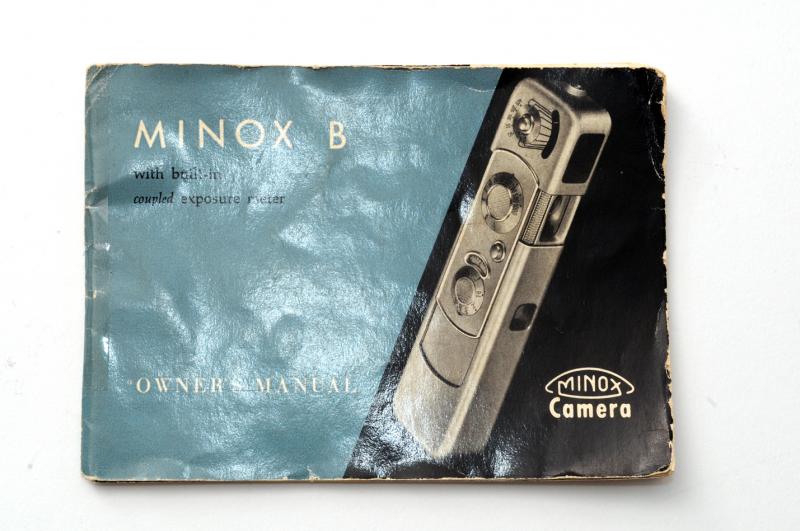 MINOX B
with built-in
coupled exposure meter
OWNER'S MANUAL
MINOX
Camera